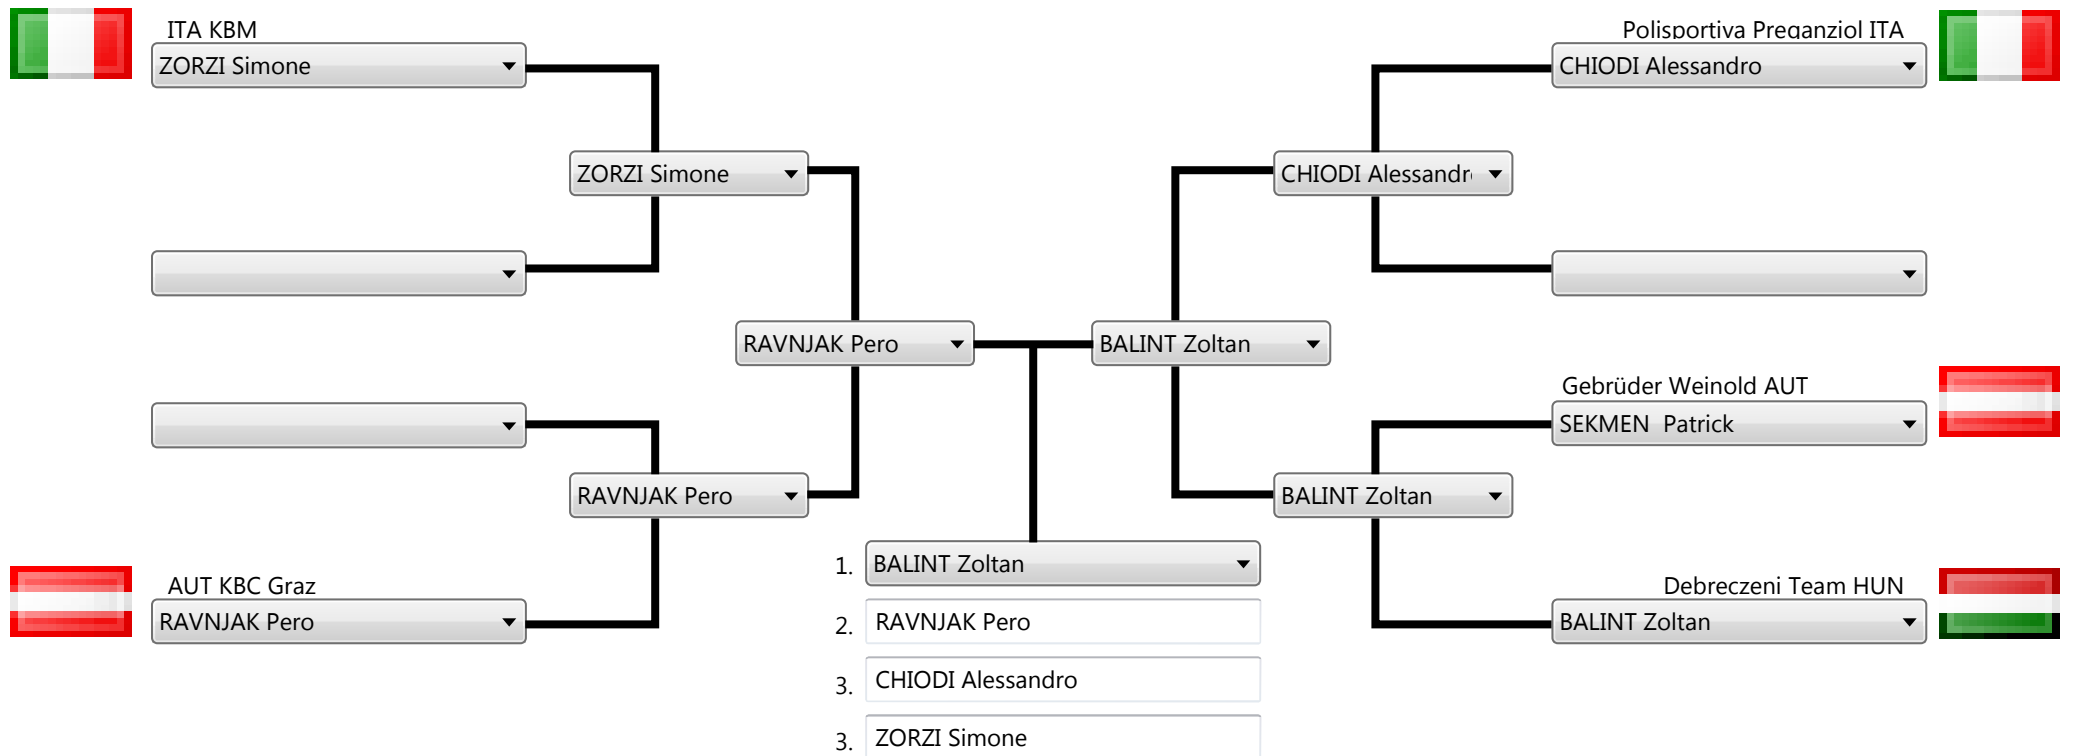 ITA KBM
ZORZI Simone
Polisportiva Preganziol ITA
CHIODI Alessandro
ZORZI Simone
CHIODI Alessandr
RAVNJAK Pero
BALINT Zoltan
Gebrüder Weinold AUT
SEKMEN Patrick
RAVNJAK Pero
BALINT Zoltan
AUT KBC Graz
RAVNJAK Pero
Debreczeni Team HUN
BALINT Zoltan
1. BALINT Zoltan
2. RAVNJAK Pero
3. CHIODI Alessandro
3. ZORZI Simone